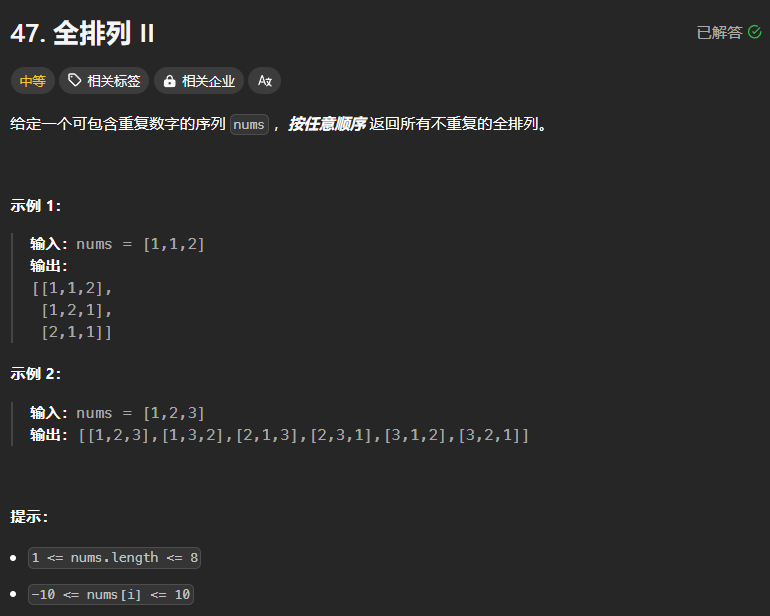 47. 全排列 II
已解答
中等 相关标签 相关企业
给定一个可包含重复数字的序列 nums ，按任意顺序 返回所有不重复的全排列。
示例 1：
输入：nums = [1,1,2]
输出：
[[1,1,2],
[1,2,1],
[2,1,1]]
示例 2：
输入：nums = [1,2,3]
输出：[[1,2,3],[1,3,2],[2,1,3],[2,3,1],[3,1,2],[3,2,1]]
提示：
1 <= nums.length <= 8
-10 <= nums[i] <= 10